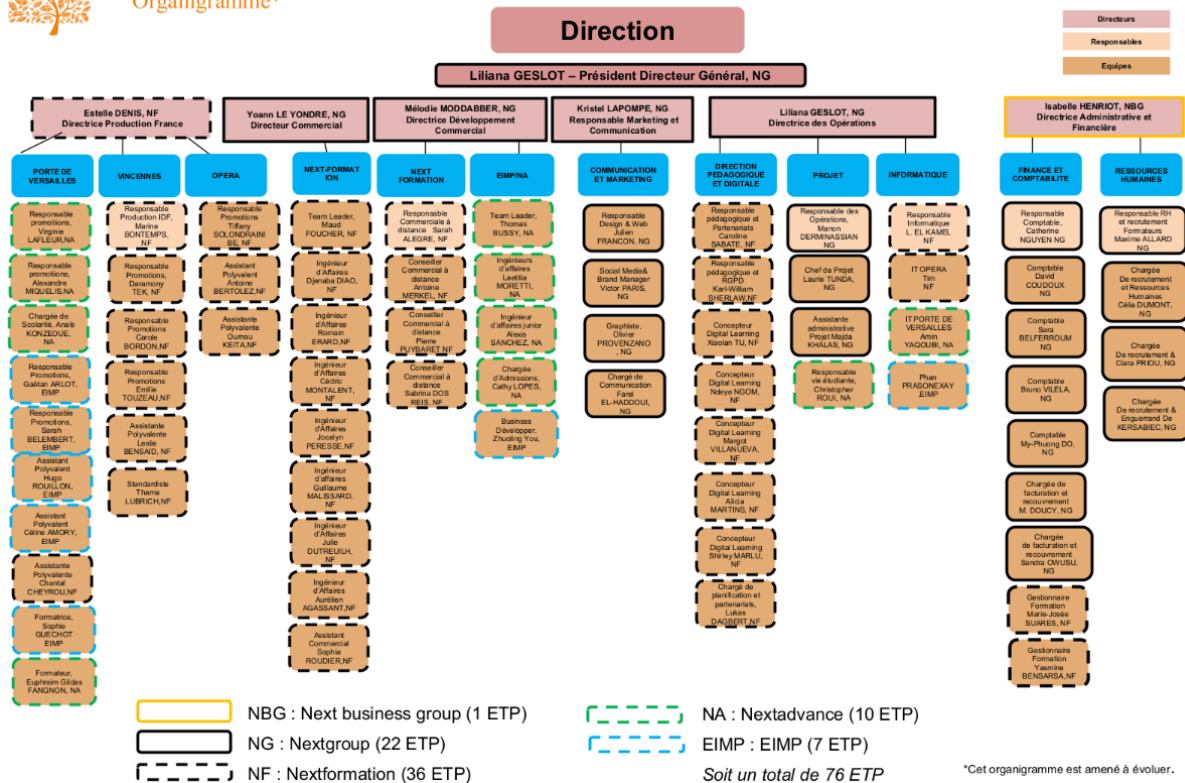 Organigramme*
Direction
Directeurs
Responsables
Equipes
Liliana GESLOT – Président Directeur Général, NG
Estelle DENIS, NF
Directrice Production France
Yoann LE YONDRE, NG
Directeur Commercial
Mélodie MODDABBER, NG
Directrice Développement
Commercial
Kristel LAPOMPE, NG
Responsable Marketing et
Communication
Liliana GESLOT, NG
Directrice des Opérations
Isabelle HENRIOT, NBG
Directrice Administrative et
Financière
PORTE DE
VERSAILLES
Responsable
promotions,
Virginie
LAFLEUR,NA
Responsable
promotions,
Alexandre
MIQUELIS,NA
Chargée de
Scolarité, Anaïs
KONZEOUE,
NA
Responsable
Promotions,
Gaëtan ARLOT,
EIMP
Responsable
Promotions,
Sarah
BELEMBERT,
EIMP
Assistant
Polyvalent
Hugo
ROUILLON,
EIMP
Assistant
Polyvalent
Céline AMORY,
EIMP
Assistante
Polyvalente
Chantal
CHEYROU,NF
Formatrice,
Sophie
GUECHOT
EIMP
Formateur,
Euphraim Gildas
FANGNON, NA
VINCENNES
Responsable
Production IDF,
Marine
BONTEMPS,
NF
Responsable
Promotions,
Daramony
TEK, NF
Responsable
Promotions
Carole
BORDON,NF
Responsable
Promotions
Emilie
TOUZEAU,NF
Assistante
Polyvalente
Leslie
BENSAID, NF
Standardiste
Thama
LUBRICH,NF
OPERA
Responsable
Promotions
Tiffany
SOLONDRAINI
BE, NF
Assistant
Polyvalent
Antoine
BERTOLEZ,NF
Assistante
Polyvalente
Oumou
KEITA,NF
NEXT-FORMAT
ION
Team Leader,
Maud
FOUCHER, NF
Ingénieur
d'Affaires
Djenaba DIAO,
NF
Ingénieur
d'Affaires
Romain
ERARD,NF
Ingénieur
d'Affaires
Cédric
MONTALENT,
NF
Ingénieur
d'Affaires
Jocelyn
PERESSE, NF
Ingénieur
d'affaires
Guillaume
MALISSARD,
NF
Ingénieur
d'Affaires
Julie
DUTREUILH,
NF
Ingénieur
d'Affaires
Aurélien
AGASSANT,NF
Assistant
Commercial
Sophia
ROUDIER,NF
NEXT
FORMATION
Responsable
Commerciale à
distance Sarah
ALEGRE, NF
Conseiller
Commercial à
distance
Antoine
MERKEL, NF
Conseiller
Commercial à
distance
Pierre
PUYBARET,NF
Conseiller
Commercial à
distance
Sabrina DOS
REIS, NF
EIMP/NA
Team Leader,
Thomas
BUSSY, NA
Ingénieurs
d'affaires
Laetitia
MORETTI,
NA
Ingénieur
d'affaires junior
Alexis
SANCHEZ, NA
Chargée
d'Admissions,
Cathy LOPES,
NA
Business
Développer,
Zhuoling You,
EIMP
COMMUNICATION
ET MARKETING
Responsable
Design & Web
Julien
FRANCON, NG
Social Media&
Brand Manager
Victor PARIS,
NG
Graphiste,
Olivier
PROVENZANO
, NG
Chargé de
Communication
Farel
EL-HADDOUI,
NG
DIRECTION
PEDAGOGIQUE
ET DIGITALE
Responsable
pédagogique et
Partenariats
Caroline
SABATE, NF
Responsable
pédagogique et
RGPD
Karl-William
SHERLAW,NF
Concepteur
Digital Learning
Xiaolan TU, NF
Concepteur
Digital Learning
Ndeye NGOM,
NF
Concepteur
Digital Learning
Margot
VILLANUEVA,
NF
Concepteur
Digital Learning
Alicia
MARTINS, NF
Concepteur
Digital Learning
Shirley MARLU,
NF
Chargé de
planification et
partenariats,
Lukas
DAGBERT,NF
PROJET
Responsable des
Opérations,
Manon
DERMINASSIAN
NG
Chef de Projet
Laurie TUNDA,
NG
Assistante
administrative
Projet Majda
KHALAS, NG
Responsable
vie étudiante,
Christopher
ROUI, NA
INFORMATIQUE
Responsable
Informatique
L. EL KAMEL
NF
IT OPERA
Tim
NF
IT PORTE DE
VERSAILLES
Amin
YAQOUBI, NA
Phan
PRASONEXAY
,EIMP
FINANCE ET
COMPTABILITE
Responsable
Comptable,
Catherine
NGUYEN NG
Comptable
David
COUDOUX
NG
Comptable
Sara
BELFERROUM
NG
Comptable
Bruno VILELA,
NG
Comptable
My-Phuong DO,
NG
Chargée de
facturation et
recouvrement
M. DOUCY, NG
Chargée
de facturation et
recouvrement
Sandra OWUSU,
NG
Gestionnaire
Formation
Marie-Josée
SUARES, NF
Gestionnaire
Formation
Yasmine
BENSARSA,NF
RESSOURCES
HUMAINES
Responsable RH
et recrutement
Formateurs
Maxime ALLARD
NG
Chargée
De recrutement
et Ressources
Humaines
Célia DUMONT,
NG
Chargée
De recrutement &
Clara PRIOU, NG
Chargée
De recrutement &
Enguerrand De
KERSABIEC, NG
NBG : Next business group (1 ETP)
NG : Nextgroup (22 ETP)
NF : Nextformation (36 ETP)
NA : Nextadvance (10 ETP)
EIMP : EIMP (7 ETP)
Soit un total de 76 ETP
*Cet organigramme est amené à évoluer.